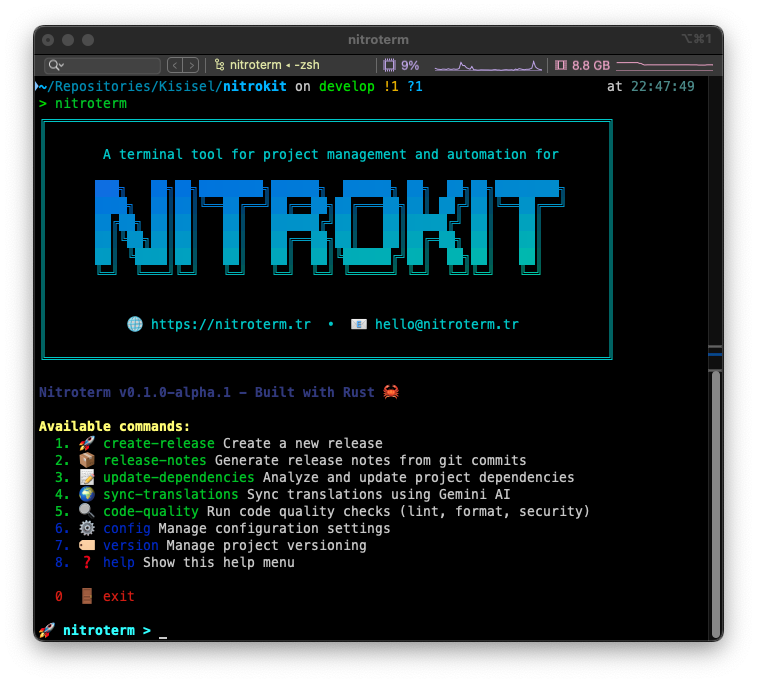 nitroterm
⌥⌘1
nitroterm ◂ -zsh
9%
8.8 GB
~/Repositories/Kisisel/nitrokit on develop !1 ?1
at 22:47:49
> nitroterm
A terminal tool for project management and automation for
NITROKIT
🌐 https://nitroterm.tr • 📧 hello@nitroterm.tr
Nitroterm v0.1.0-alpha.1 - Built with Rust 🦀
Available commands:
1. 🚀 create-release Create a new release
2. 📦 release-notes Generate release notes from git commits
3. 📝 update-dependencies Analyze and update project dependencies
4. 🌍 sync-translations Sync translations using Gemini AI
5. 🔍 code-quality Run code quality checks (lint, format, security)
6. ⚙️ config Manage configuration settings
7. 🏷️ version Manage project versioning
8. ❓ help Show this help menu
0 🚪 exit
🚀 nitroterm > _